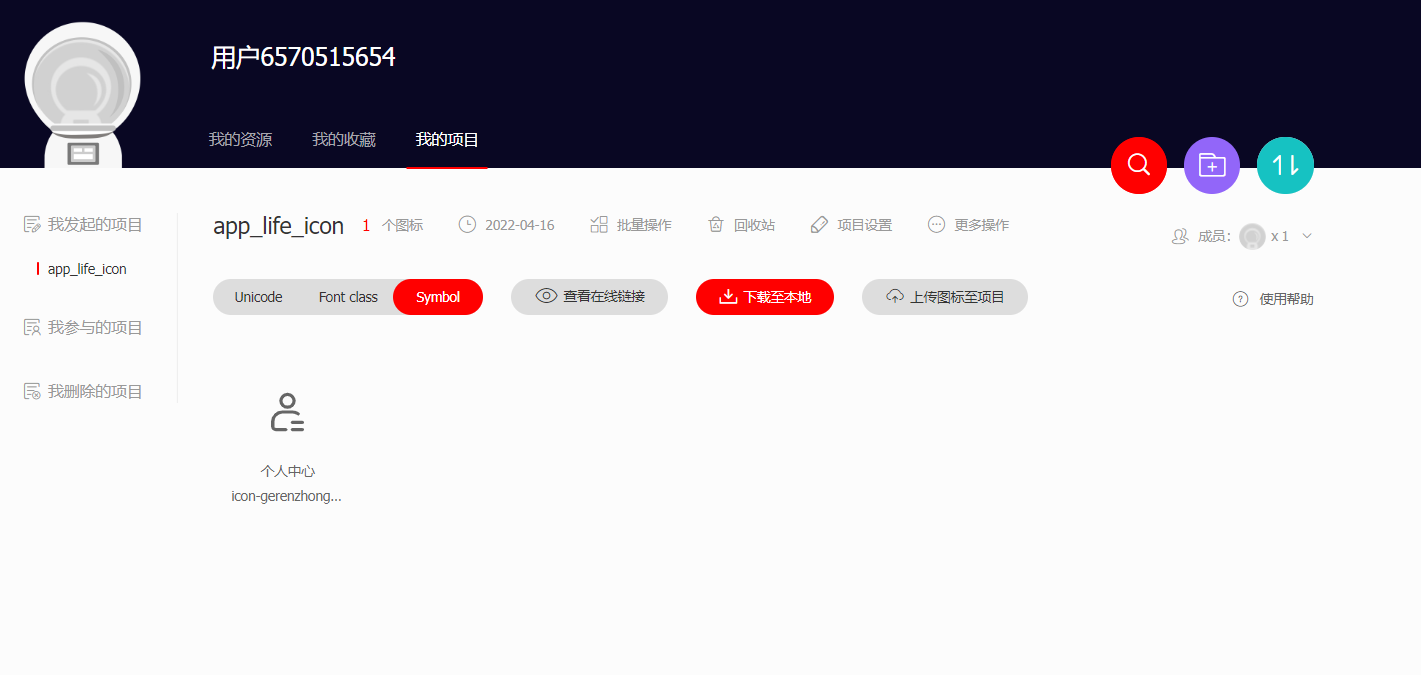 用户6570515654
我的资源 我的收藏 我的项目
我发起的项目
app_life_icon
我参与的项目
我删除的项目
app_life_icon 1 个图标 2022-04-16 批量操作 回收站 项目设置 更多操作
成员： x 1
Unicode Font class Symbol 查看在线链接 下载至本地 上传图标至项目
使用帮助
个人中心
icon-gerenzhong...